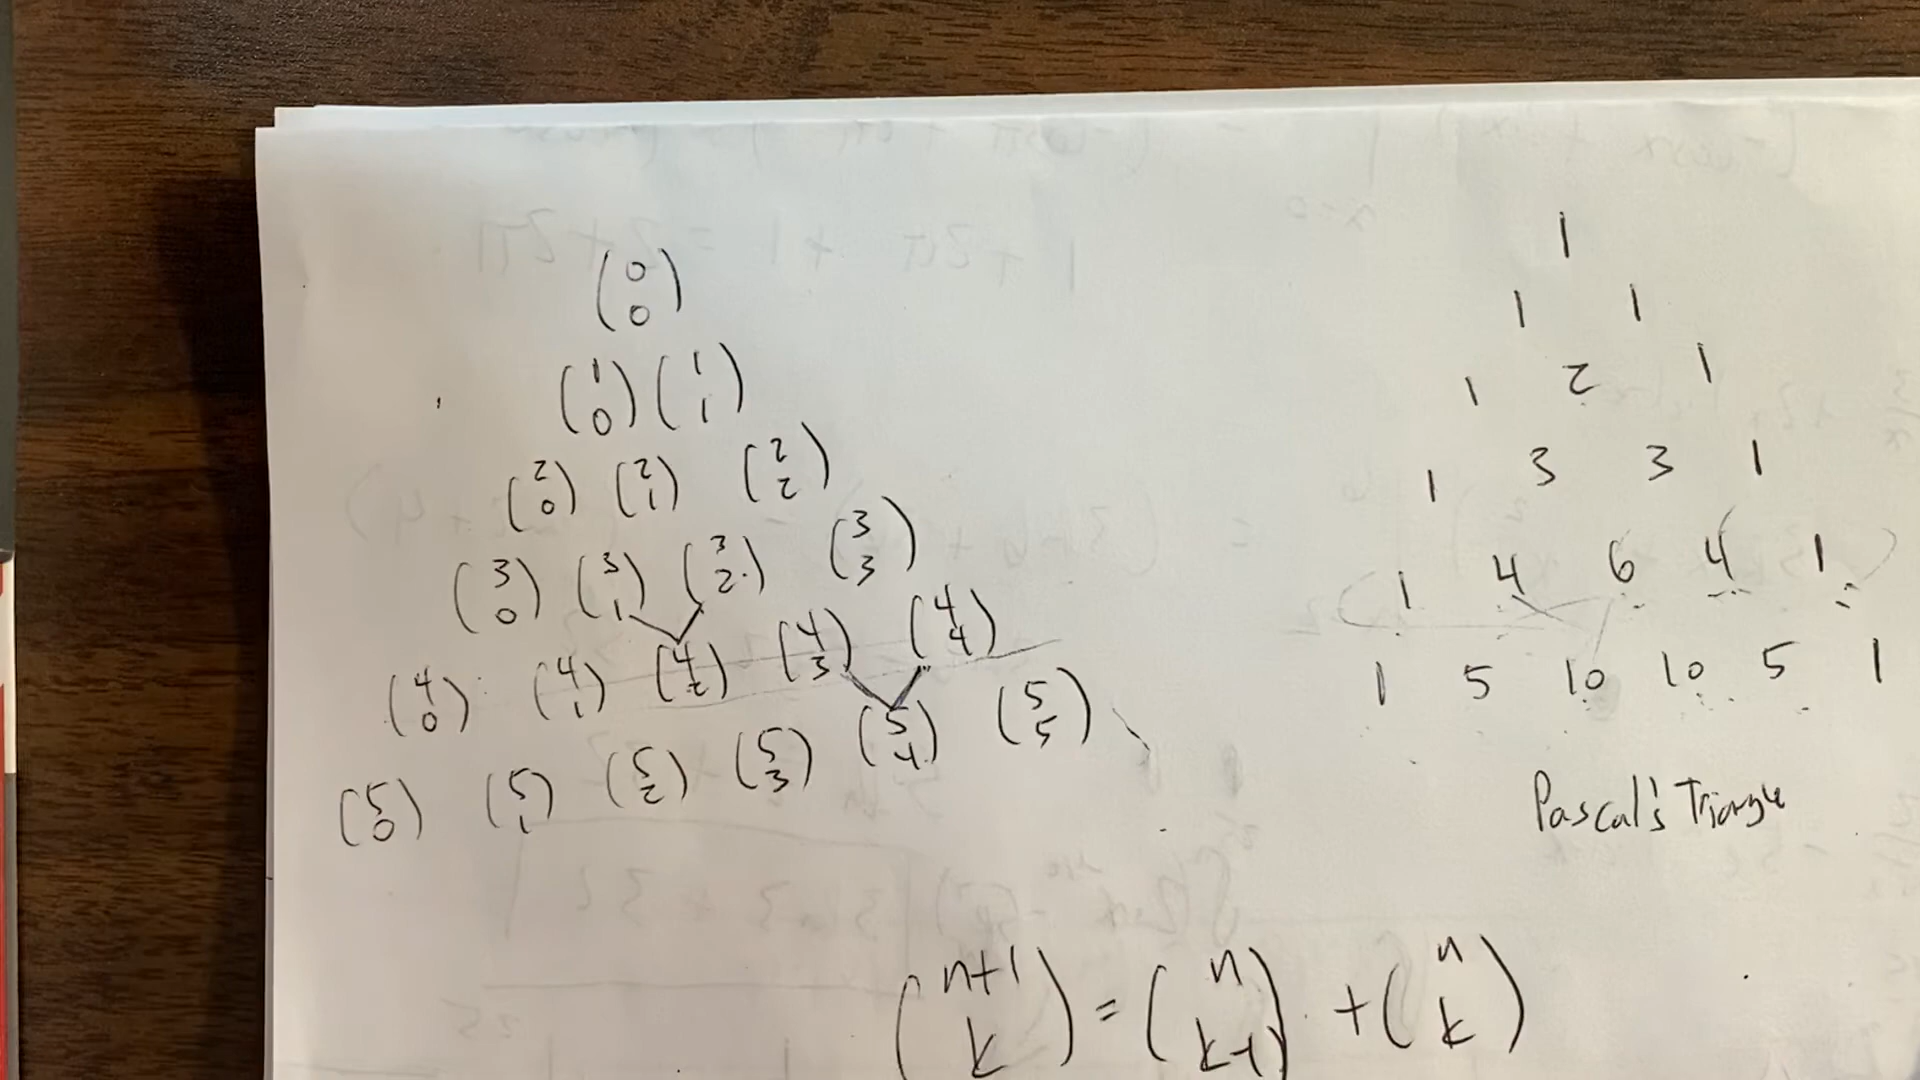 (0 0)
(1 0) (1 1)
(2 0) (2 1) (2 2)
(3 0) (3 1) (3 2) (3 3)
(4 0) (4 1) (4 2) (4 3) (4 4)
(5 0) (5 1) (5 2) (5 3) (5 4) (5 5)
1
1 1
1 2 1
1 3 3 1
1 4 6 4 1
1 5 10 10 5 1
Pascal's Triangle
(n+1 k) = (n k-1) + (n k)